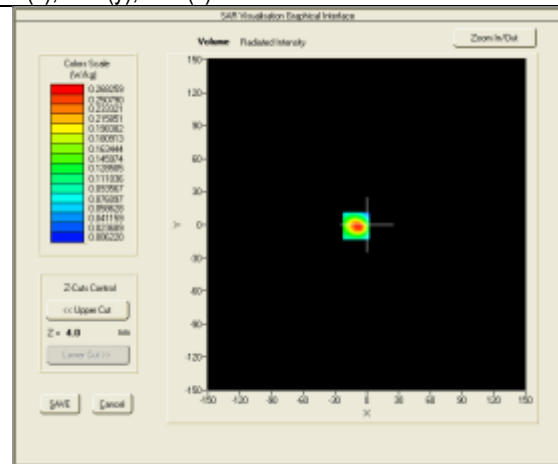 SAR Visualisation Graphical Interface
Volume Radiated Intensity
Zoom In/Out
Colors Scale
(W/kg)
0.268259
0.250790
0.233321
0.215851
0.198382
0.180913
0.163444
0.145974
0.128505
0.111036
0.093567
0.076097
0.058628
0.041159
0.023689
0.006220
150
120
90
60
30
0
-30
-60
-90
-120
-150
Y
-150 -120 -90 -60 -30 0 30 60 90 120 150
X
Z-Cuts Control
<< Upper Cut
Z = 4.0 mm
Lower Cut >>
SAVE Cancel